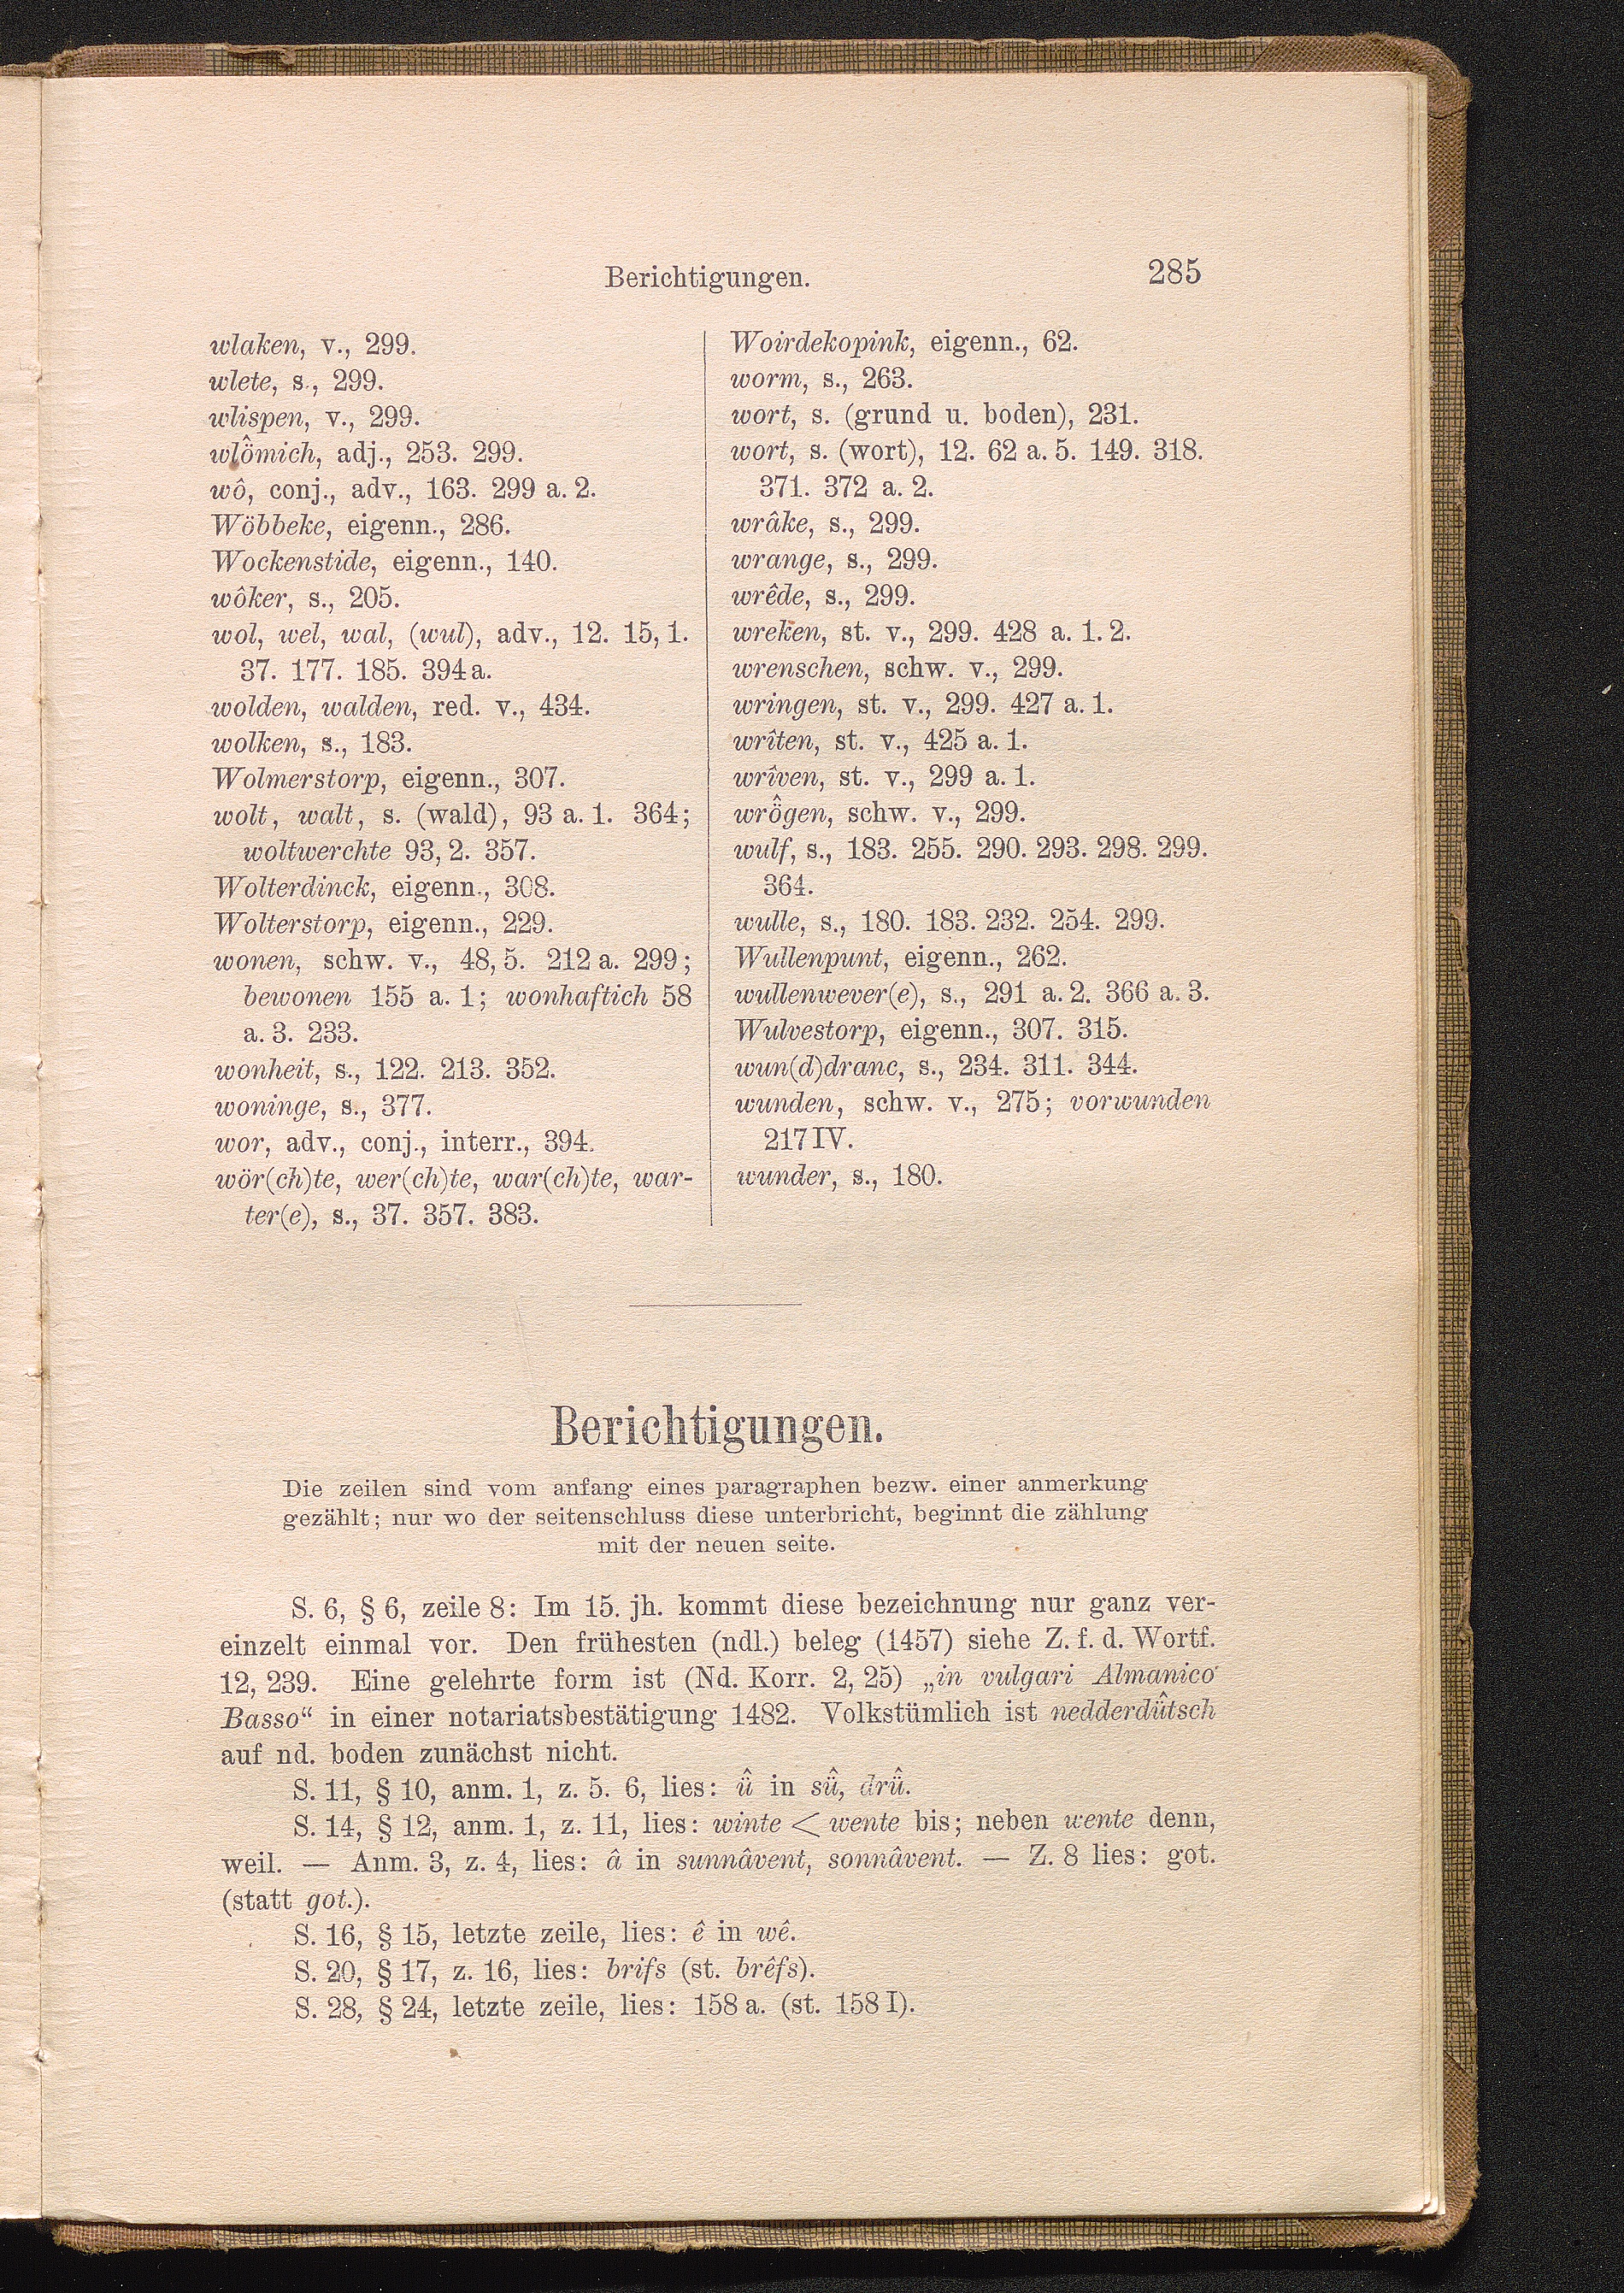 Berichtigungen. 285
wlaken, v., 299.
wlete, s., 299.
wlispen, v., 299.
wlö̂mich, adj., 253. 299.
wô, conj., adv., 163. 299 a. 2.
Wöbbeke, eigenn., 286.
Wockenstide, eigenn., 140.
wôker, s., 205.
wol, wel, wal, (wul), adv., 12. 15, 1.
37. 177. 185. 394 a.
wolden, walden, red. v., 434.
wolken, s., 183.
Wolmerstorp, eigenn., 307.
wolt, walt, s. (wald), 93 a. 1. 364;
woltwerchte 93, 2. 357.
Wolterdinck, eigenn., 308.
Wolterstorp, eigenn., 229.
wonen, schw. v., 48, 5. 212 a. 299;
bewonen 155 a. 1; wonhaftich 58
a. 3. 233.
wonheit, s., 122. 213. 352.
woninge, s., 377.
wor, adv., conj., interr., 394.
wör(ch)te, wer(ch)te, war(ch)te, war-
ter(e), s., 37. 357. 383.
Woirdekopink, eigenn., 62.
worm, s., 263.
wort, s. (grund u. boden), 231.
wort, s. (wort), 12. 62 a. 5. 149. 318.
371. 372 a. 2.
wrâke, s., 299.
wrange, s., 299.
wrêde, s., 299.
wreken, st. v., 299. 428 a. 1. 2.
wrenschen, schw. v., 299.
wringen, st. v., 299. 427 a. 1.
wrîten, st. v., 425 a. 1.
wrîven, st. v., 299 a. 1.
wrö̂gen, schw. v., 299.
wulf, s., 183. 255. 290. 293. 298. 299.
364.
wulle, s., 180. 183. 232. 254. 299.
Wullenpunt, eigenn., 262.
wullenwever(e), s., 291 a. 2. 366 a. 3.
Wulvestorp, eigenn., 307. 315.
wun(d)dranc, s., 234. 311. 344.
wunden, schw. v., 275; vorwunden
217 IV.
wunder, s., 180.
Berichtigungen.
Die zeilen sind vom anfang eines paragraphen bezw. einer anmerkung
gezählt; nur wo der seitenschluss diese unterbricht, beginnt die zählung
mit der neuen seite.
S. 6, § 6, zeile 8: Im 15. jh. kommt diese bezeichnung nur ganz ver-
einzelt einmal vor. Den frühesten (ndl.) beleg (1457) siehe Z. f. d. Wortf.
12, 239. Eine gelehrte form ist (Nd. Korr. 2, 25) „in vulgari Almanico
Basso“ in einer notariatsbestätigung 1482. Volkstümlich ist nedderdü̂tsch
auf nd. boden zunächst nicht.
S. 11, § 10, anm. 1, z. 5. 6, lies: ü̂ in sü̂, drü̂.
S. 14, § 12, anm. 1, z. 11, lies: winte < wente bis; neben wente denn,
weil. — Anm. 3, z. 4, lies: â in sunnâvent, sonnâvent. — Z. 8 lies: got.
(statt got.).
S. 16, § 15, letzte zeile, lies: ê in wê.
S. 20, § 17, z. 16, lies: brifs (st. brêfs).
S. 28, § 24, letzte zeile, lies: 158 a. (st. 158 I).